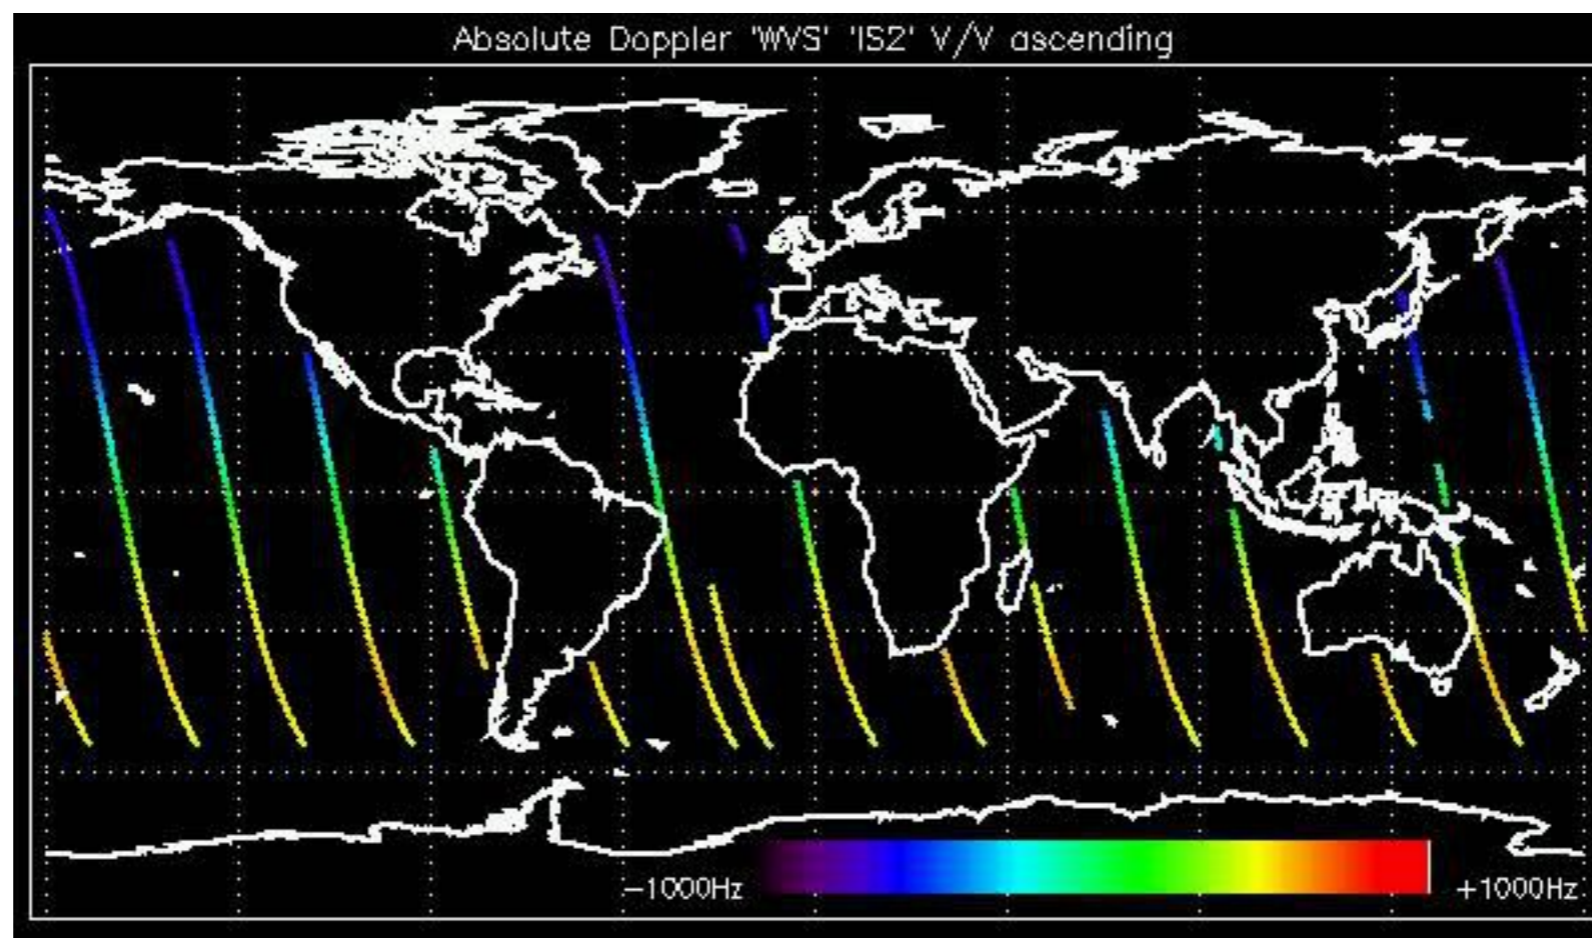 Absolute Doppler 'WVS' 'IS2' V/V ascending
−1000Hz +1000Hz